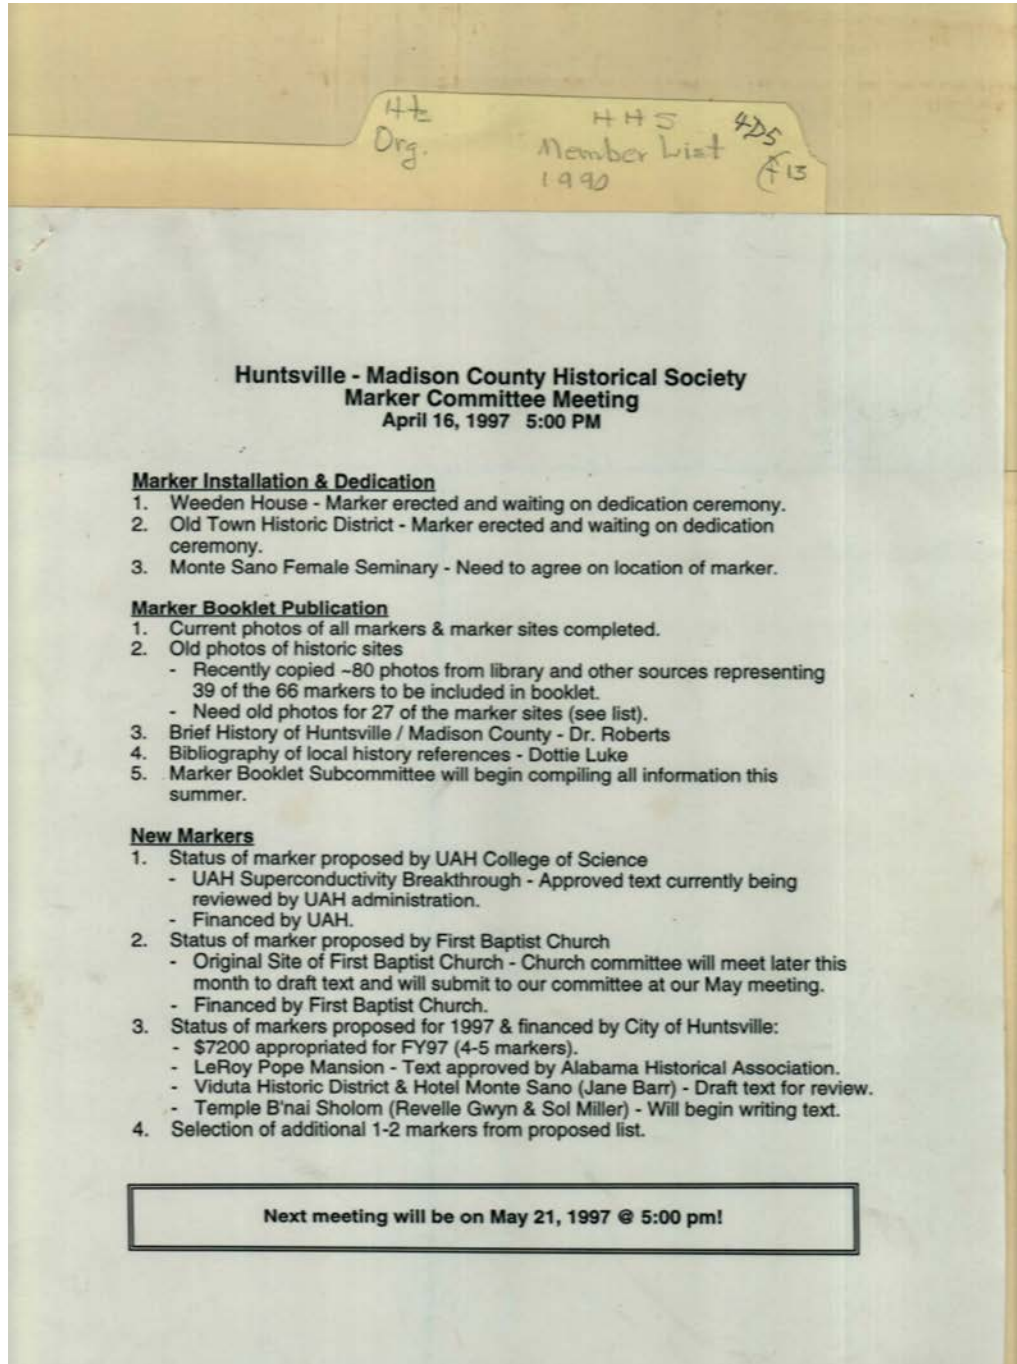 Hts
Org.
HHS
Member List
1990
4D5
F13
Huntsville - Madison County Historical Society
Marker Committee Meeting
April 16, 1997 5:00 PM
Marker Installation & Dedication
1. Weeden House - Marker erected and waiting on dedication ceremony.
2. Old Town Historic District - Marker erected and waiting on dedication
ceremony.
3. Monte Sano Female Seminary - Need to agree on location of marker.
Marker Booklet Publication
1. Current photos of all markers & marker sites completed.
2. Old photos of historic sites
- Recently copied ~80 photos from library and other sources representing
39 of the 66 markers to be included in booklet.
- Need old photos for 27 of the marker sites (see list).
3. Brief History of Huntsville / Madison County - Dr. Roberts
4. Bibliography of local history references - Dottie Luke
5. Marker Booklet Subcommittee will begin compiling all information this
summer.
New Markers
1. Status of marker proposed by UAH College of Science
- UAH Superconductivity Breakthrough - Approved text currently being
reviewed by UAH administration.
- Financed by UAH.
2. Status of marker proposed by First Baptist Church
- Original Site of First Baptist Church - Church committee will meet later this
month to draft text and will submit to our committee at our May meeting.
- Financed by First Baptist Church.
3. Status of markers proposed for 1997 & financed by City of Huntsville:
- $7200 appropriated for FY97 (4-5 markers).
- LeRoy Pope Mansion - Text approved by Alabama Historical Association.
- Viduta Historic District & Hotel Monte Sano (Jane Barr) - Draft text for review.
- Temple B'nai Sholom (Revelle Gwyn & Sol Miller) - Will begin writing text.
4. Selection of additional 1-2 markers from proposed list.
Next meeting will be on May 21, 1997 @ 5:00 pm!